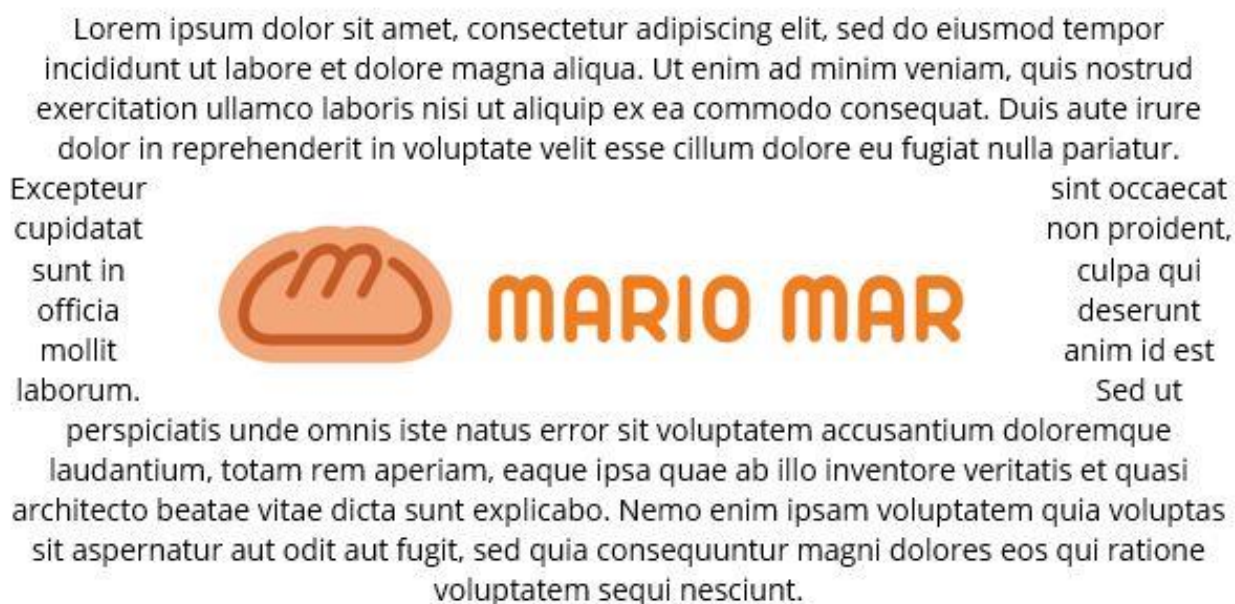 Lorem ipsum dolor sit amet, consectetur adipiscing elit, sed do eiusmod tempor
incididunt ut labore et dolore magna aliqua. Ut enim ad minim veniam, quis nostrud
exercitation ullamco laboris nisi ut aliquip ex ea commodo consequat. Duis aute irure
dolor in reprehenderit in voluptate velit esse cillum dolore eu fugiat nulla pariatur.
Excepteur sint occaecat
cupidatat non proident,
sunt in culpa qui
officia deserunt
mollit anim id est
laborum. Sed ut
MARIO MAR
perspiciatis unde omnis iste natus error sit voluptatem accusantium doloremque
laudantium, totam rem aperiam, eaque ipsa quae ab illo inventore veritatis et quasi
architecto beatae vitae dicta sunt explicabo. Nemo enim ipsam voluptatem quia voluptas
sit aspernatur aut odit aut fugit, sed quia consequuntur magni dolores eos qui ratione
voluptatem sequi nesciunt.